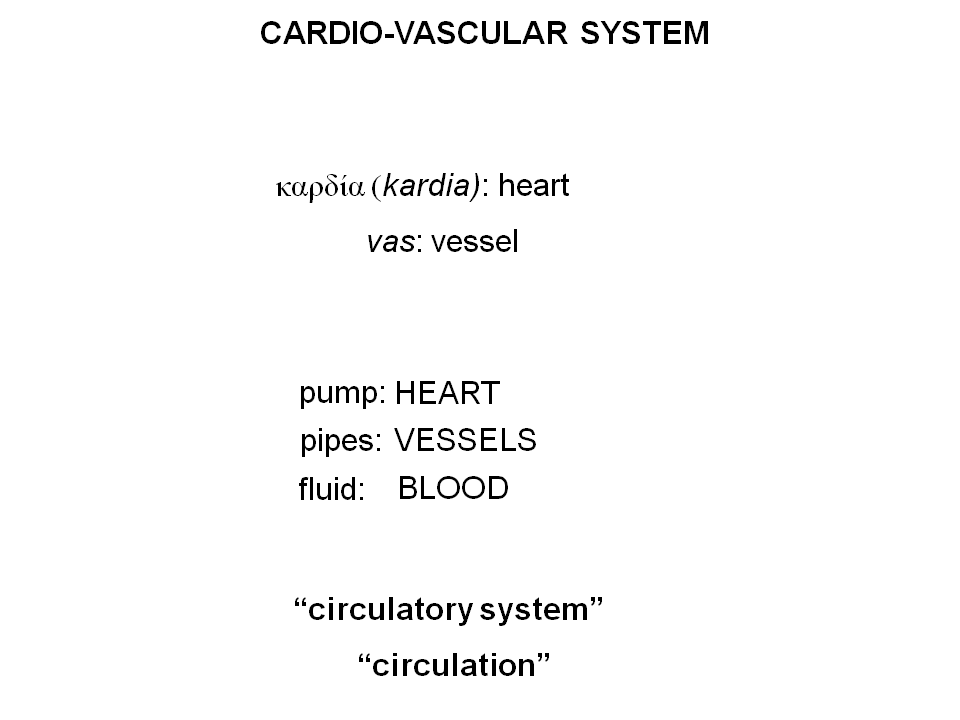 CARDIO-VASCULAR SYSTEM
καρδία (kardia): heart
vas: vessel
pump: HEART
pipes: VESSELS
fluid: BLOOD
“circulatory system”
“circulation”